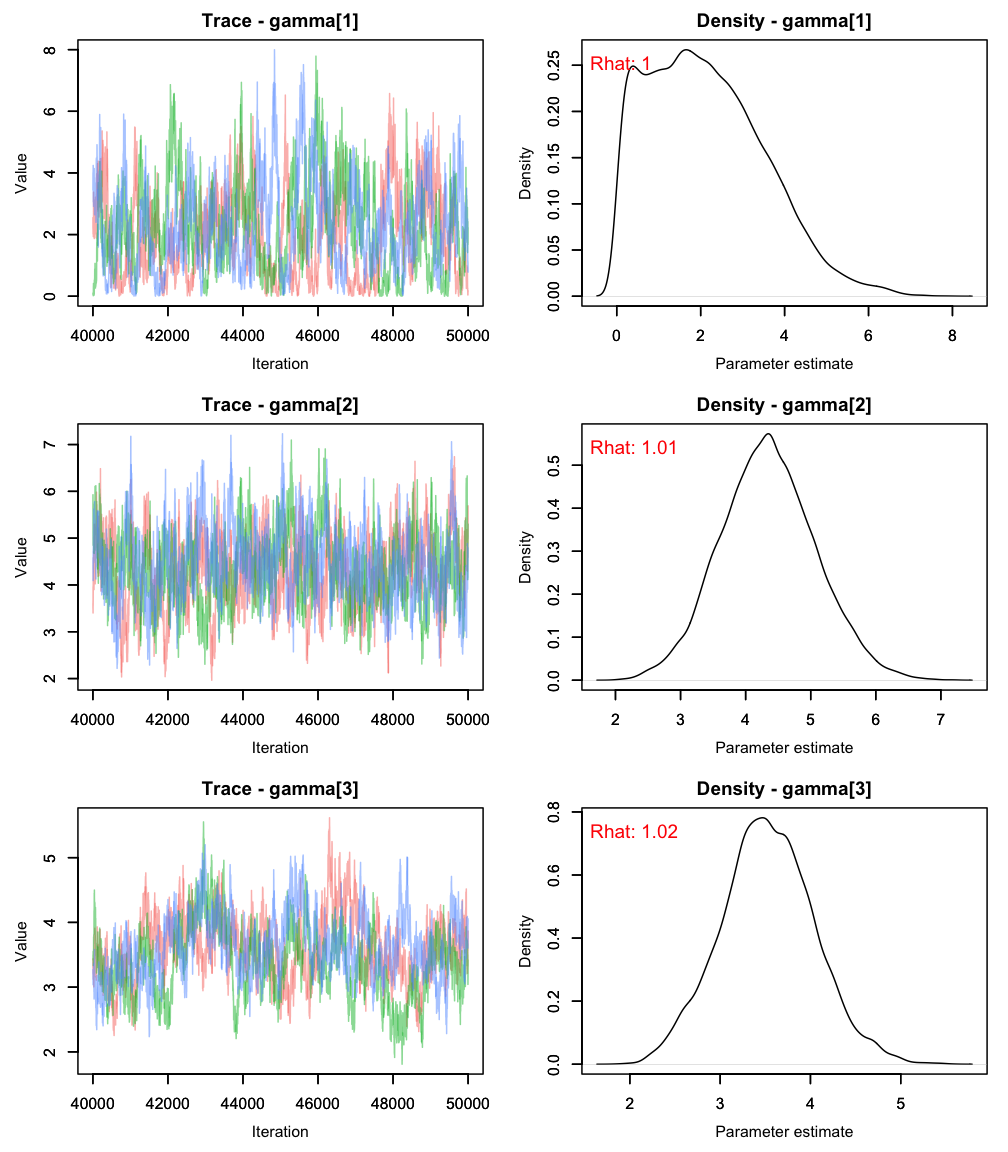 Trace - gamma[1]
Value
0 2 4 6 8
40000 42000 44000 46000 48000 50000
Iteration
Density - gamma[1]
Rhat: 1
Density
0.00 0.05 0.10 0.15 0.20 0.25
0 2 4 6 8
Parameter estimate
Trace - gamma[2]
Value
2 3 4 5 6 7
40000 42000 44000 46000 48000 50000
Iteration
Density - gamma[2]
Rhat: 1.01
Density
0.0 0.1 0.2 0.3 0.4 0.5
2 3 4 5 6 7
Parameter estimate
Trace - gamma[3]
Value
2 3 4 5
40000 42000 44000 46000 48000 50000
Iteration
Density - gamma[3]
Rhat: 1.02
Density
0.0 0.2 0.4 0.6 0.8
2 3 4 5
Parameter estimate